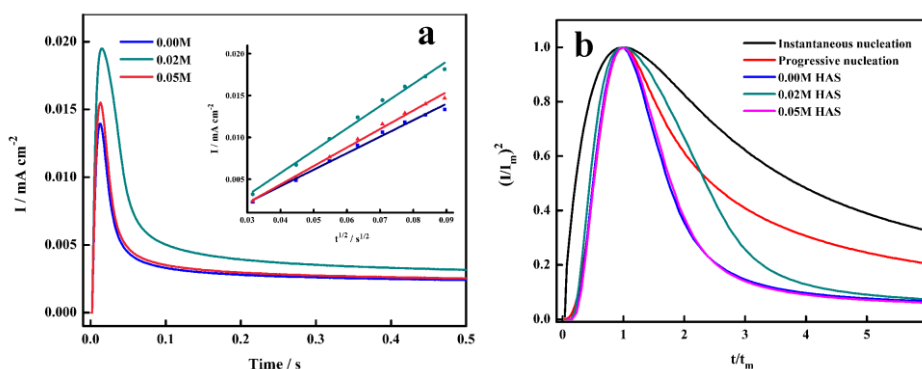 a
0.00M
0.02M
0.05M
I / mA cm⁻²
0.020
0.015
0.010
0.005
0.000
0.0 0.1 0.2 0.3 0.4 0.5
Time / s
I / mA cm⁻²
0.020
0.015
0.010
0.005
0.03 0.04 0.05 0.06 0.07 0.08 0.09
t^1/2 / s^1/2
b
Instantaneous nucleation
Progressive nucleation
0.00M HAS
0.02M HAS
0.05M HAS
(I/Iₘ)²
1.0
0.8
0.6
0.4
0.2
0.0
0 1 2 3 4 5
t/tₘ